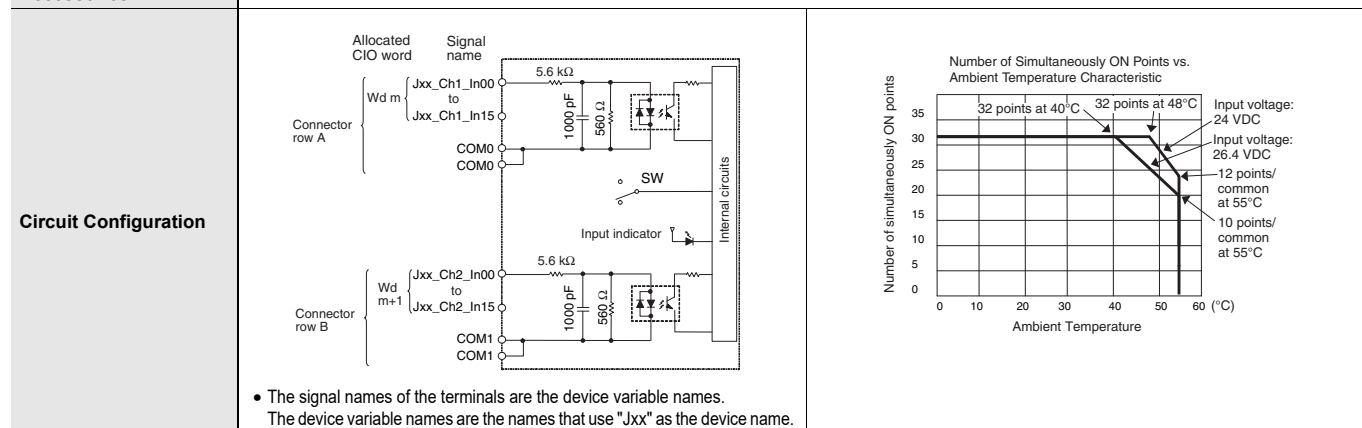 Circuit Configuration
Allocated
CIO word
Signal
name
Connector
row A
Wd m
Jxx_Ch1_In00
to
Jxx_Ch1_In15
COM0
COM0
5.6 kΩ
1000 pF
560 Ω
SW
Input indicator
Internal circuits
Connector
row B
Wd
m+1
Jxx_Ch2_In00
to
Jxx_Ch2_In15
COM1
COM1
5.6 kΩ
1000 pF
560 Ω
• The signal names of the terminals are the device variable names.
The device variable names are the names that use "Jxx" as the device name.
Number of Simultaneously ON Points vs.
Ambient Temperature Characteristic
Number of simultaneously ON points
35
30
25
20
15
10
5
0
32 points at 40°C
32 points at 48°C
Input voltage:
24 VDC
Input voltage:
26.4 VDC
12 points/
common
at 55°C
10 points/
common
at 55°C
0 10 20 30 40 50 60 (°C)
Ambient Temperature